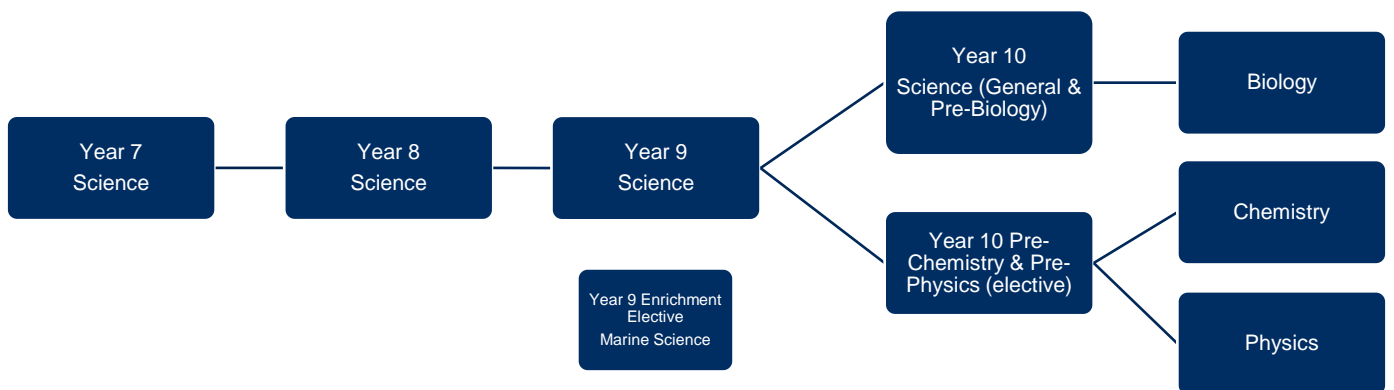 Year 7
Science
Year 8
Science
Year 9
Science
Year 9 Enrichment
Elective
Marine Science
Year 10
Science (General &
Pre-Biology)
Year 10 Pre-
Chemistry & Pre-
Physics (elective)
Biology
Chemistry
Physics